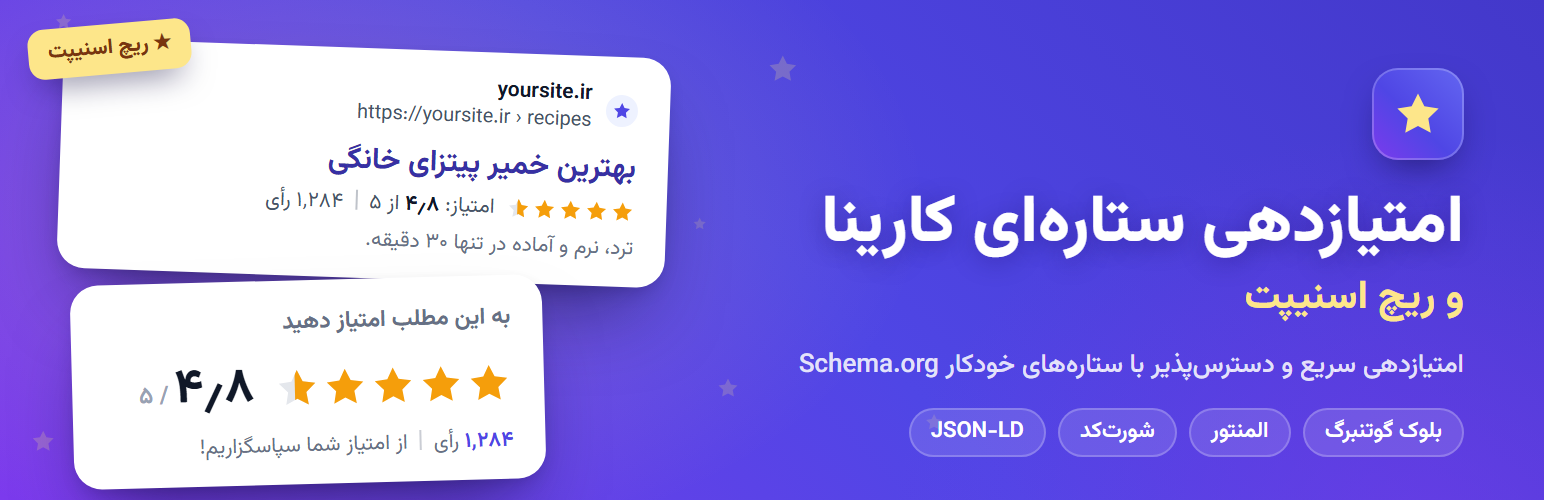 امتیازدهی ستاره‌ای کارینا
و ریچ اسنیپت
امتیازدهی سریع و دسترس‌پذیر با ستاره‌های خودکار Schema.org
بلوک گوتنبرگ
المنتور
شورت‌کد
JSON-LD
★ ریچ اسنیپت
yoursite.ir
https://yoursite.ir › recipes
بهترین خمیر پیتزای خانگی
امتیاز: ۴٫۸ از ۵ | ۱,۲۸۴ رأی
ترد، نرم و آماده در تنها ۳۰ دقیقه.
به این مطلب امتیاز دهید
۴٫۸ / ۵
۱,۲۸۴ رأی | از امتیاز شما سپاسگزاریم!